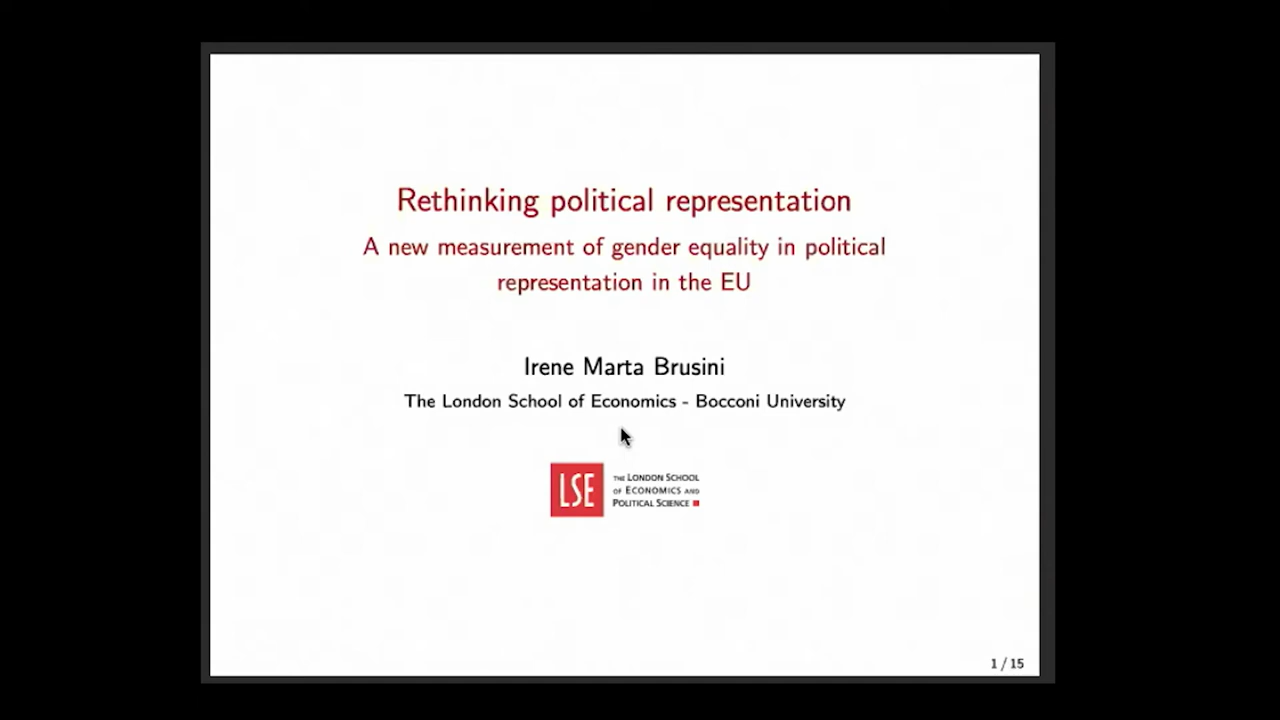 Rethinking political representation
A new measurement of gender equality in political
representation in the EU
Irene Marta Brusini
The London School of Economics - Bocconi University
LSE
THE LONDON SCHOOL
OF ECONOMICS AND
POLITICAL SCIENCE
1 / 15